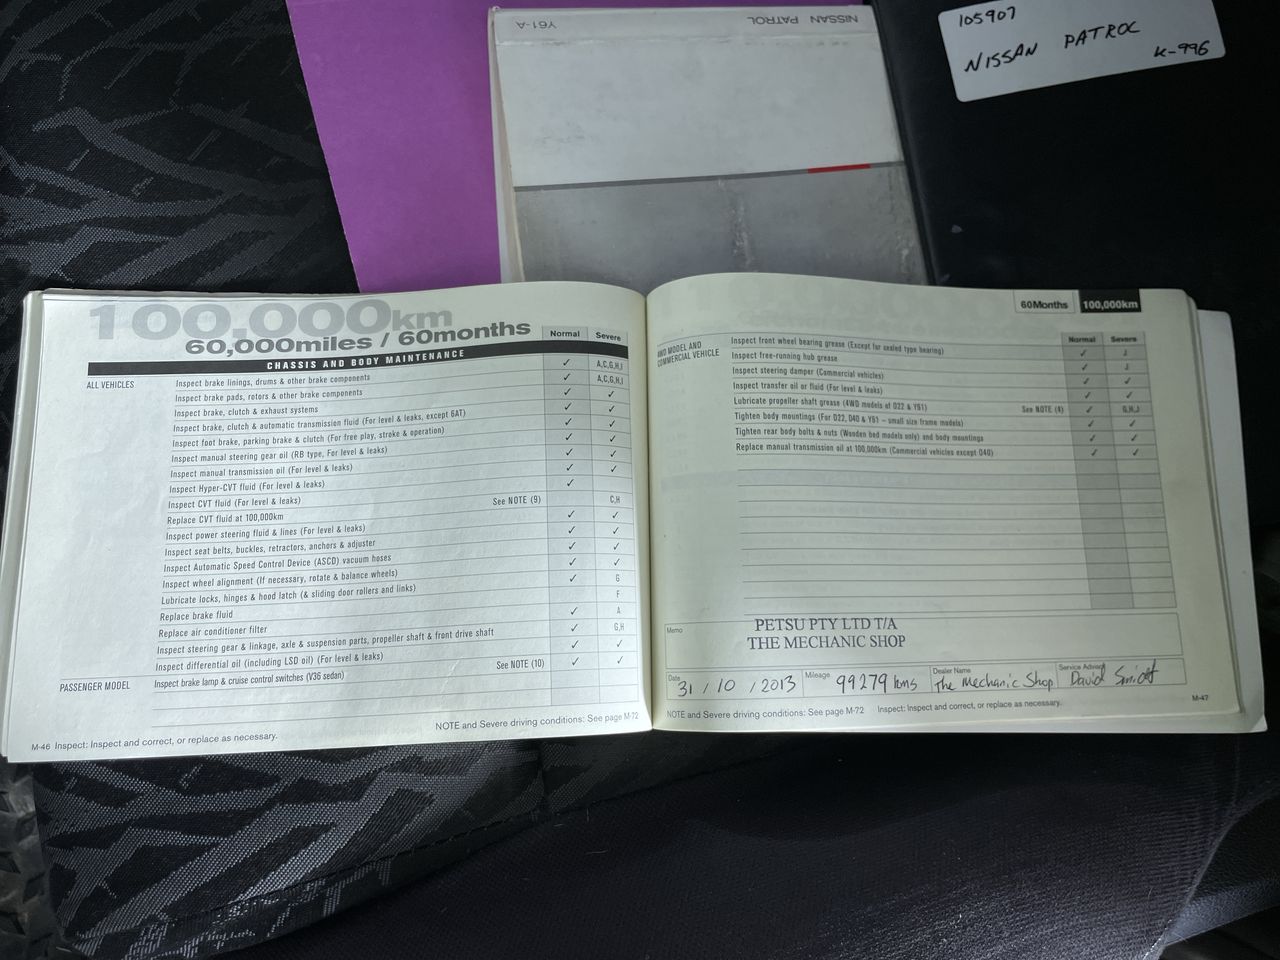 105907
NISSAN PATROL
K-996
NISSAN PATROL
Y61-A
100,000km
60,000miles / 60months
Normal Severe
CHASSIS AND BODY MAINTENANCE
ALL VEHICLES
Inspect brake linings, drums & other brake components ✓ A,C,G,H,I
Inspect brake pads, rotors & other brake components ✓ A,C,G,H,I
Inspect brake, clutch & exhaust systems ✓ ✓
Inspect brake, clutch & automatic transmission fluid (For level & leaks, except 6AT) ✓ ✓
Inspect foot brake, parking brake & clutch (For free play, stroke & operation) ✓ ✓
Inspect manual steering gear oil (RB type, For level & leaks) ✓ ✓
Inspect manual transmission oil (For level & leaks) ✓ ✓
Inspect Hyper-CVT fluid (For level & leaks) ✓ ✓
Inspect CVT fluid (For level & leaks) ✓
Replace CVT fluid at 100,000km See NOTE (9) C,H
Inspect power steering fluid & lines (For level & leaks) ✓ ✓
Inspect seat belts, buckles, retractors, anchors & adjuster ✓ ✓
Inspect Automatic Speed Control Device (ASCD) vacuum hoses ✓ ✓
Inspect wheel alignment (If necessary, rotate & balance wheels) ✓ ✓
Lubricate locks, hinges & hood latch (& sliding door rollers and links) ✓ G
Replace brake fluid F
Replace air conditioner filter ✓ A
Inspect steering gear & linkage, axle & suspension parts, propeller shaft & front drive shaft ✓ G,H
Inspect differential oil (including LSD oil) (For level & leaks) ✓ ✓
PASSENGER MODEL
Inspect brake lamp & cruise control switches (V36 sedan) See NOTE (10) ✓ ✓
NOTE and Severe driving conditions: See page M-72
M-46 Inspect: Inspect and correct, or replace as necessary.
60Months 100,000km
Normal Severe
4WD MODEL AND
COMMERCIAL VEHICLE
Inspect front wheel bearing grease (Except for sealed type bearing) ✓ J
Inspect free-running hub grease ✓ J
Inspect steering damper (Commercial vehicles) ✓ ✓
Inspect transfer oil or fluid (For level & leaks) ✓ ✓
Lubricate propeller shaft grease (4WD models of D22 & Y61) See NOTE (4) ✓ G,H,J
Tighten body mountings (For D22, D40 & Y61 – small size frame models) ✓ ✓
Tighten rear body bolts & nuts (Wooden bed models only) and body mountings ✓ ✓
Replace manual transmission oil at 100,000km (Commercial vehicles except D40) ✓ ✓
Memo
PETSU PTY LTD T/A
THE MECHANIC SHOP
Date 31 / 10 / 2013 Mileage 99279 kms Dealer Name The Mechanic Shop Service Advisor David Smidt
NOTE and Severe driving conditions: See page M-72 Inspect: Inspect and correct, or replace as necessary.
M-47